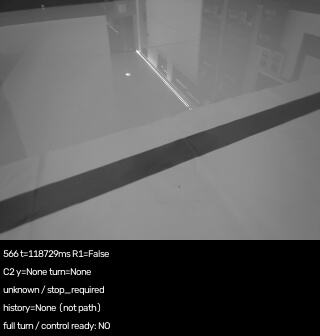 566 t=118729ms R1=False
C2 y=None turn=None
unknown / stop_required
history=None (not path)
full turn / control ready: NO